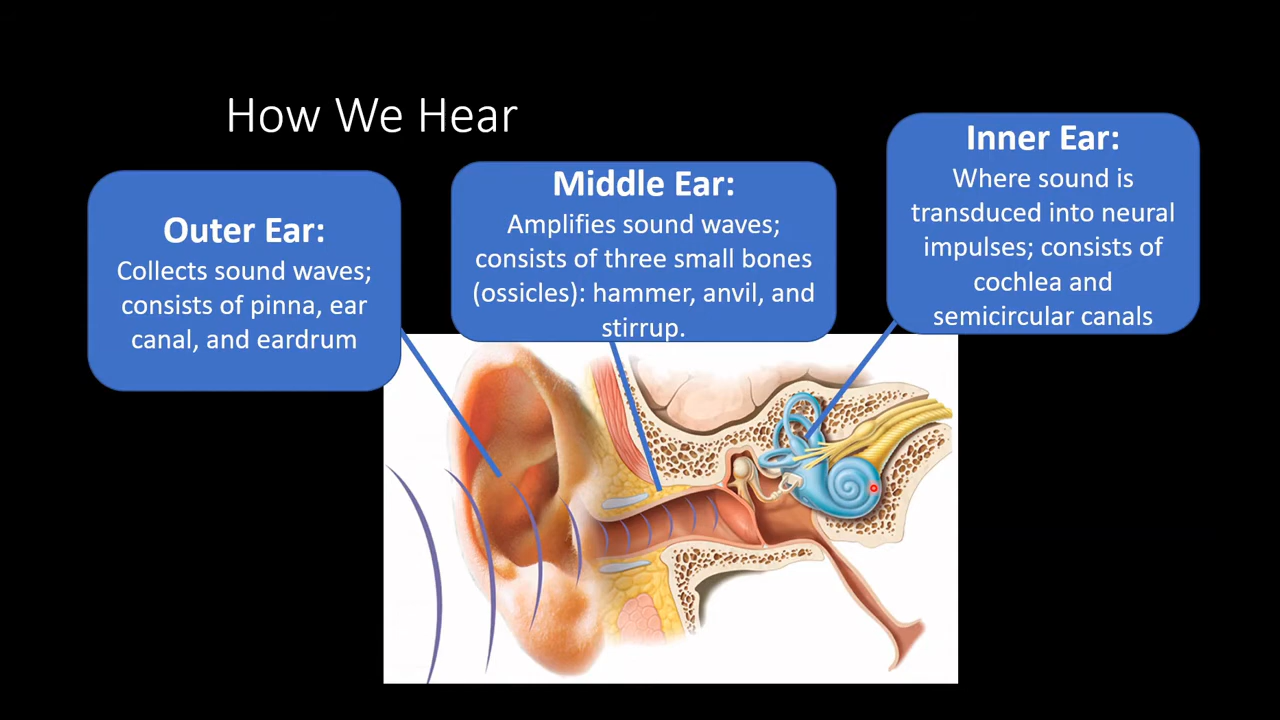 How We Hear
Outer Ear:
Collects sound waves;
consists of pinna, ear
canal, and eardrum
Middle Ear:
Amplifies sound waves;
consists of three small bones
(ossicles): hammer, anvil, and
stirrup.
Inner Ear:
Where sound is
transduced into neural
impulses; consists of
cochlea and
semicircular canals